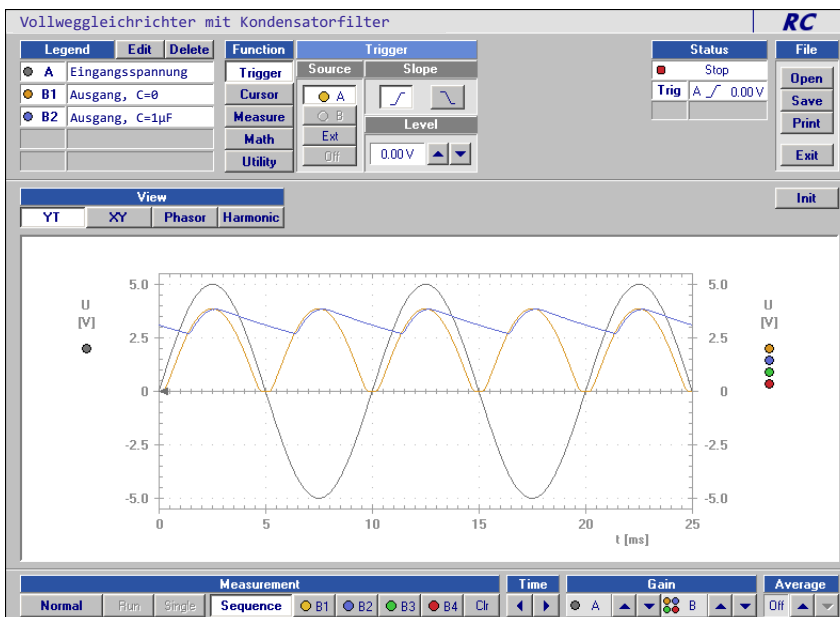 Vollweggleichrichter mit Kondensatorfilter RC
Legend Edit Delete Function Trigger Status File
A Eingangsspannung Trigger Source Slope Stop Open
B1 Ausgang, C=0 Cursor A Trig A 0.00 V Save
B2 Ausgang, C=1µF Measure B Level Print
Math Ext
Utility Off 0.00 V Exit
View Init
YT XY Phasor Harmonic
5.0 5.0
U U
[V] [V]
2.5 2.5
0 0
-2.5 -2.5
-5.0 -5.0
0 5 10 15 20 25
t [ms]
Measurement Time Gain Average
Normal Run Single Sequence B1 B2 B3 B4 Clr A B Off